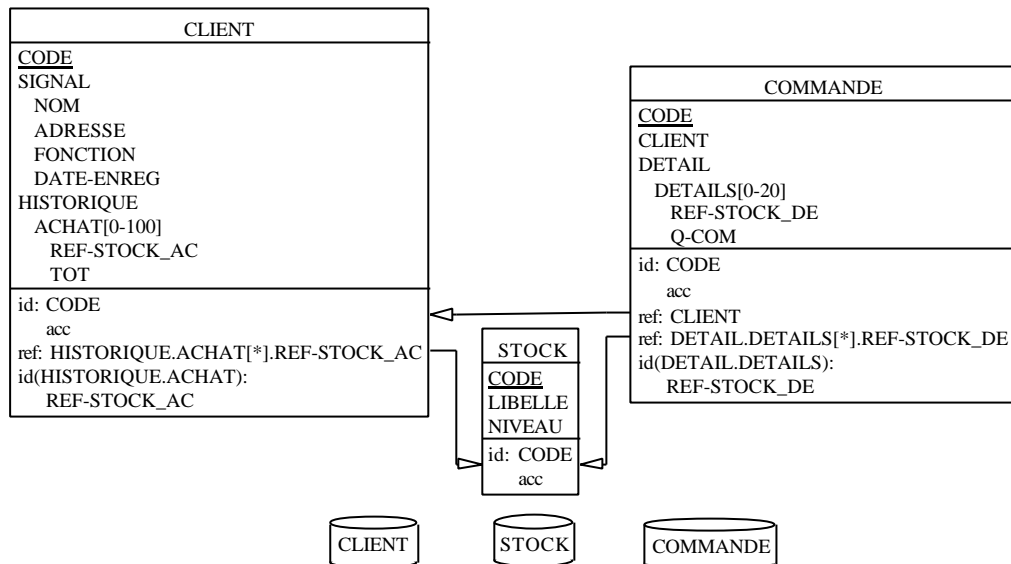 CLIENT
CODE
SIGNAL
NOM
ADRESSE
FONCTION
DATE-ENREG
HISTORIQUE
ACHAT[0-100]
REF-STOCK_AC
TOT
id: CODE
acc
ref: HISTORIQUE.ACHAT[*].REF-STOCK_AC
id(HISTORIQUE.ACHAT):
REF-STOCK_AC
STOCK
CODE
LIBELLE
NIVEAU
id: CODE
acc
COMMANDE
CODE
CLIENT
DETAIL
DETAILS[0-20]
REF-STOCK_DE
Q-COM
id: CODE
acc
ref: CLIENT
ref: DETAIL.DETAILS[*].REF-STOCK_DE
id(DETAIL.DETAILS):
REF-STOCK_DE
CLIENT
STOCK
COMMANDE